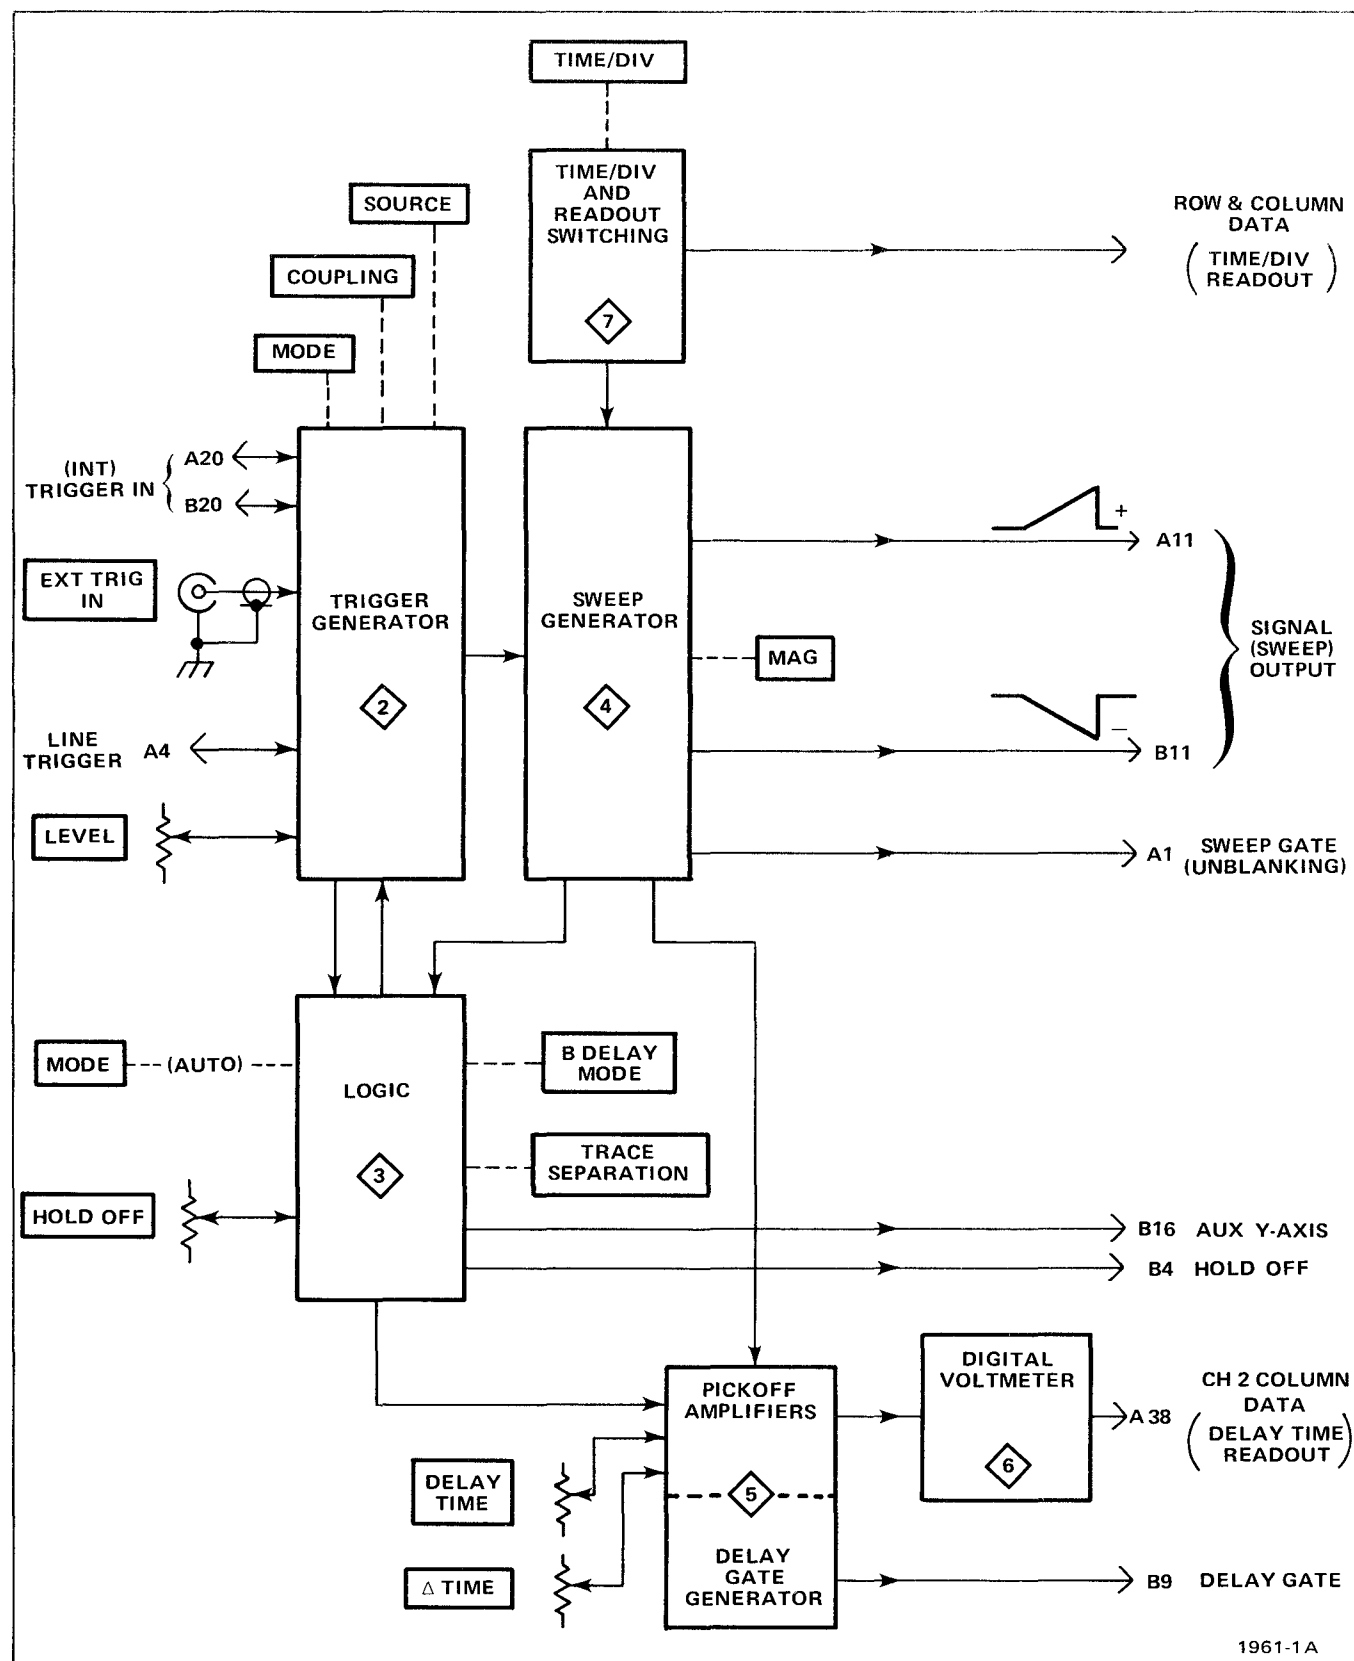 TIME/DIV
TIME/DIV
AND
READOUT
SWITCHING
7
ROW & COLUMN
DATA
(TIME/DIV
READOUT)
SOURCE
COUPLING
MODE
(INT)
TRIGGER IN
A20
B20
EXT TRIG
IN
TRIGGER
GENERATOR
2
SWEEP
GENERATOR
4
MAG
+
A11
−
B11
SIGNAL
(SWEEP)
OUTPUT
LINE
TRIGGER
A4
LEVEL
A1 SWEEP GATE
(UNBLANKING)
MODE
(AUTO)
LOGIC
3
B DELAY
MODE
TRACE
SEPARATION
HOLD OFF
B16 AUX Y-AXIS
B4 HOLD OFF
PICKOFF
AMPLIFIERS
5
DELAY
GATE
GENERATOR
DIGITAL
VOLTMETER
6
A38
CH 2 COLUMN
DATA
(DELAY TIME
READOUT)
DELAY
TIME
Δ TIME
B9 DELAY GATE
1961-1A